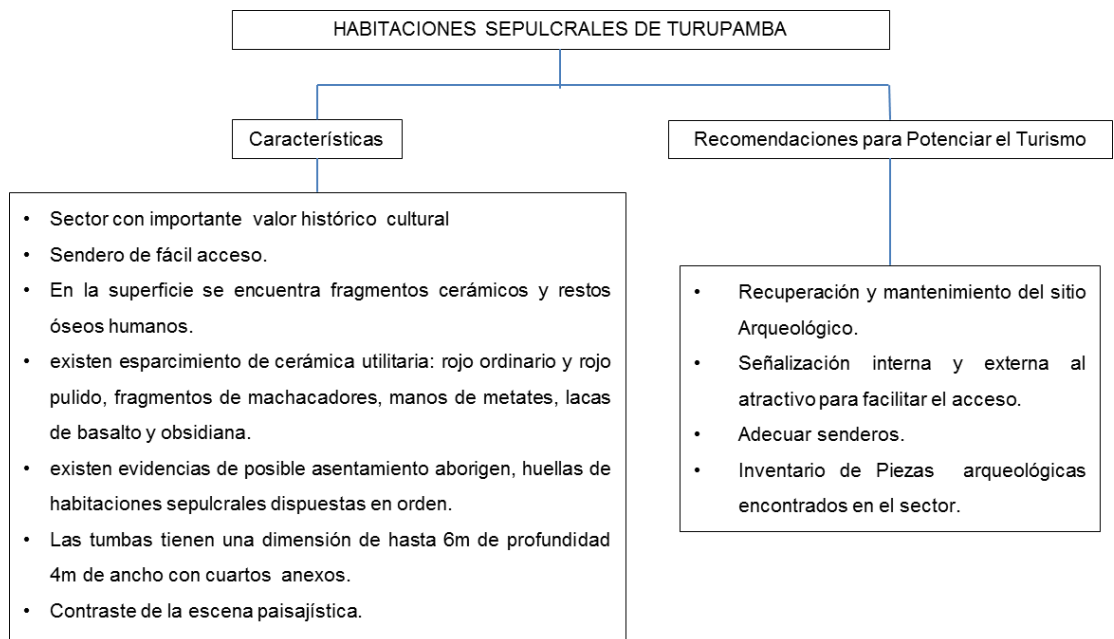 HABITACIONES SEPULCRALES DE TURUPAMBA
Características
Recomendaciones para Potenciar el Turismo
• Sector con importante valor histórico cultural
• Sendero de fácil acceso.
• En la superficie se encuentra fragmentos cerámicos y restos
óseos humanos.
• existen esparcimiento de cerámica utilitaria: rojo ordinario y rojo
pulido, fragmentos de machacadores, manos de metates, lacas
de basalto y obsidiana.
• existen evidencias de posible asentamiento aborigen, huellas de
habitaciones sepulcrales dispuestas en orden.
• Las tumbas tienen una dimensión de hasta 6m de profundidad
4m de ancho con cuartos anexos.
• Contraste de la escena paisajística.
• Recuperación y mantenimiento del sitio
Arqueológico.
• Señalización interna y externa al
atractivo para facilitar el acceso.
• Adecuar senderos.
• Inventario de Piezas arqueológicas
encontrados en el sector.